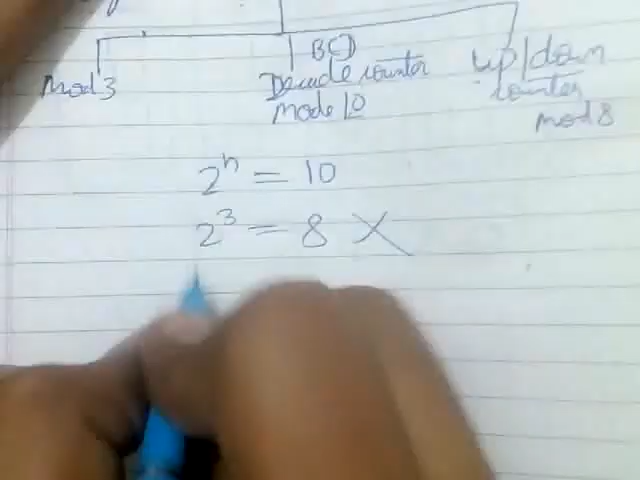 Mod 3
BCD
Decade counter
Mode 10
up/down
counter
mod 8
2ⁿ = 10
2³ = 8 X